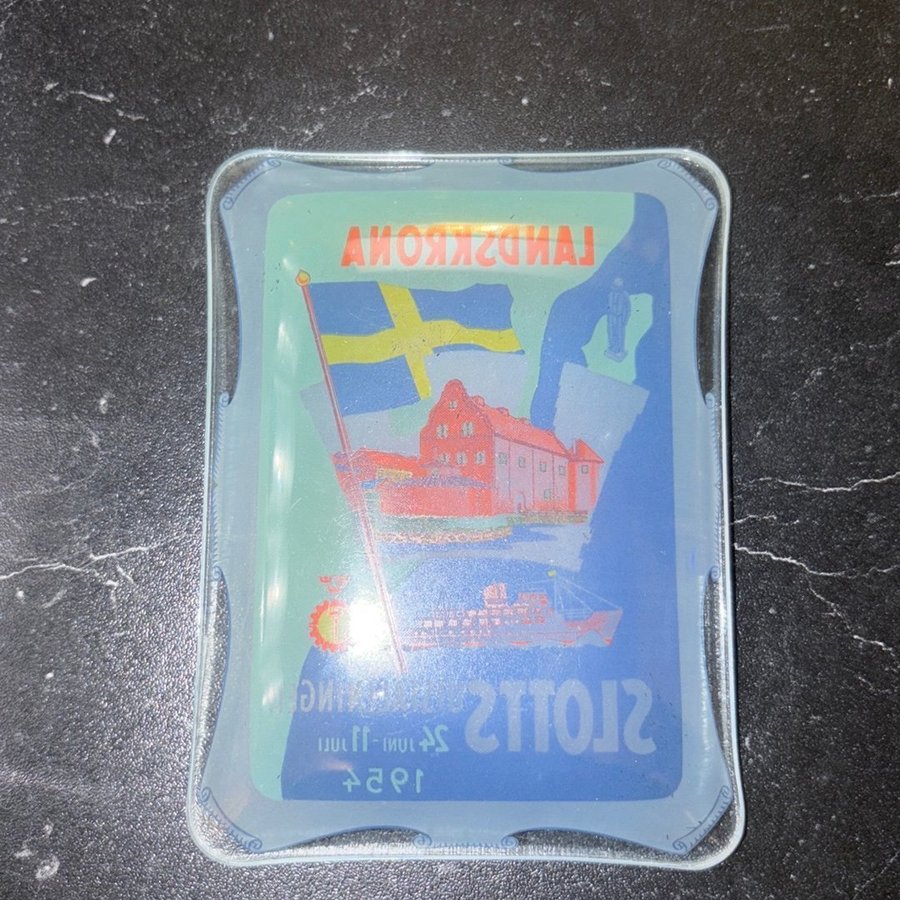 LANDSKRONA
SLOTTS
24 JUNI - 11 JULI
1954